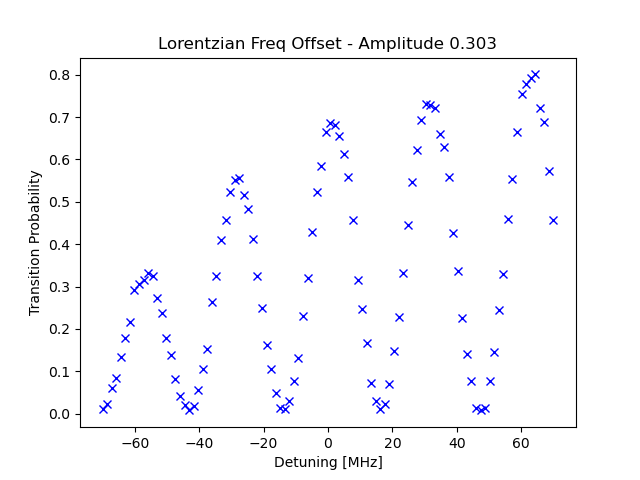 Lorentzian Freq Offset - Amplitude 0.303
Transition Probability
0.8
0.7
0.6
0.5
0.4
0.3
0.2
0.1
0.0
−60 −40 −20 0 20 40 60
Detuning [MHz]